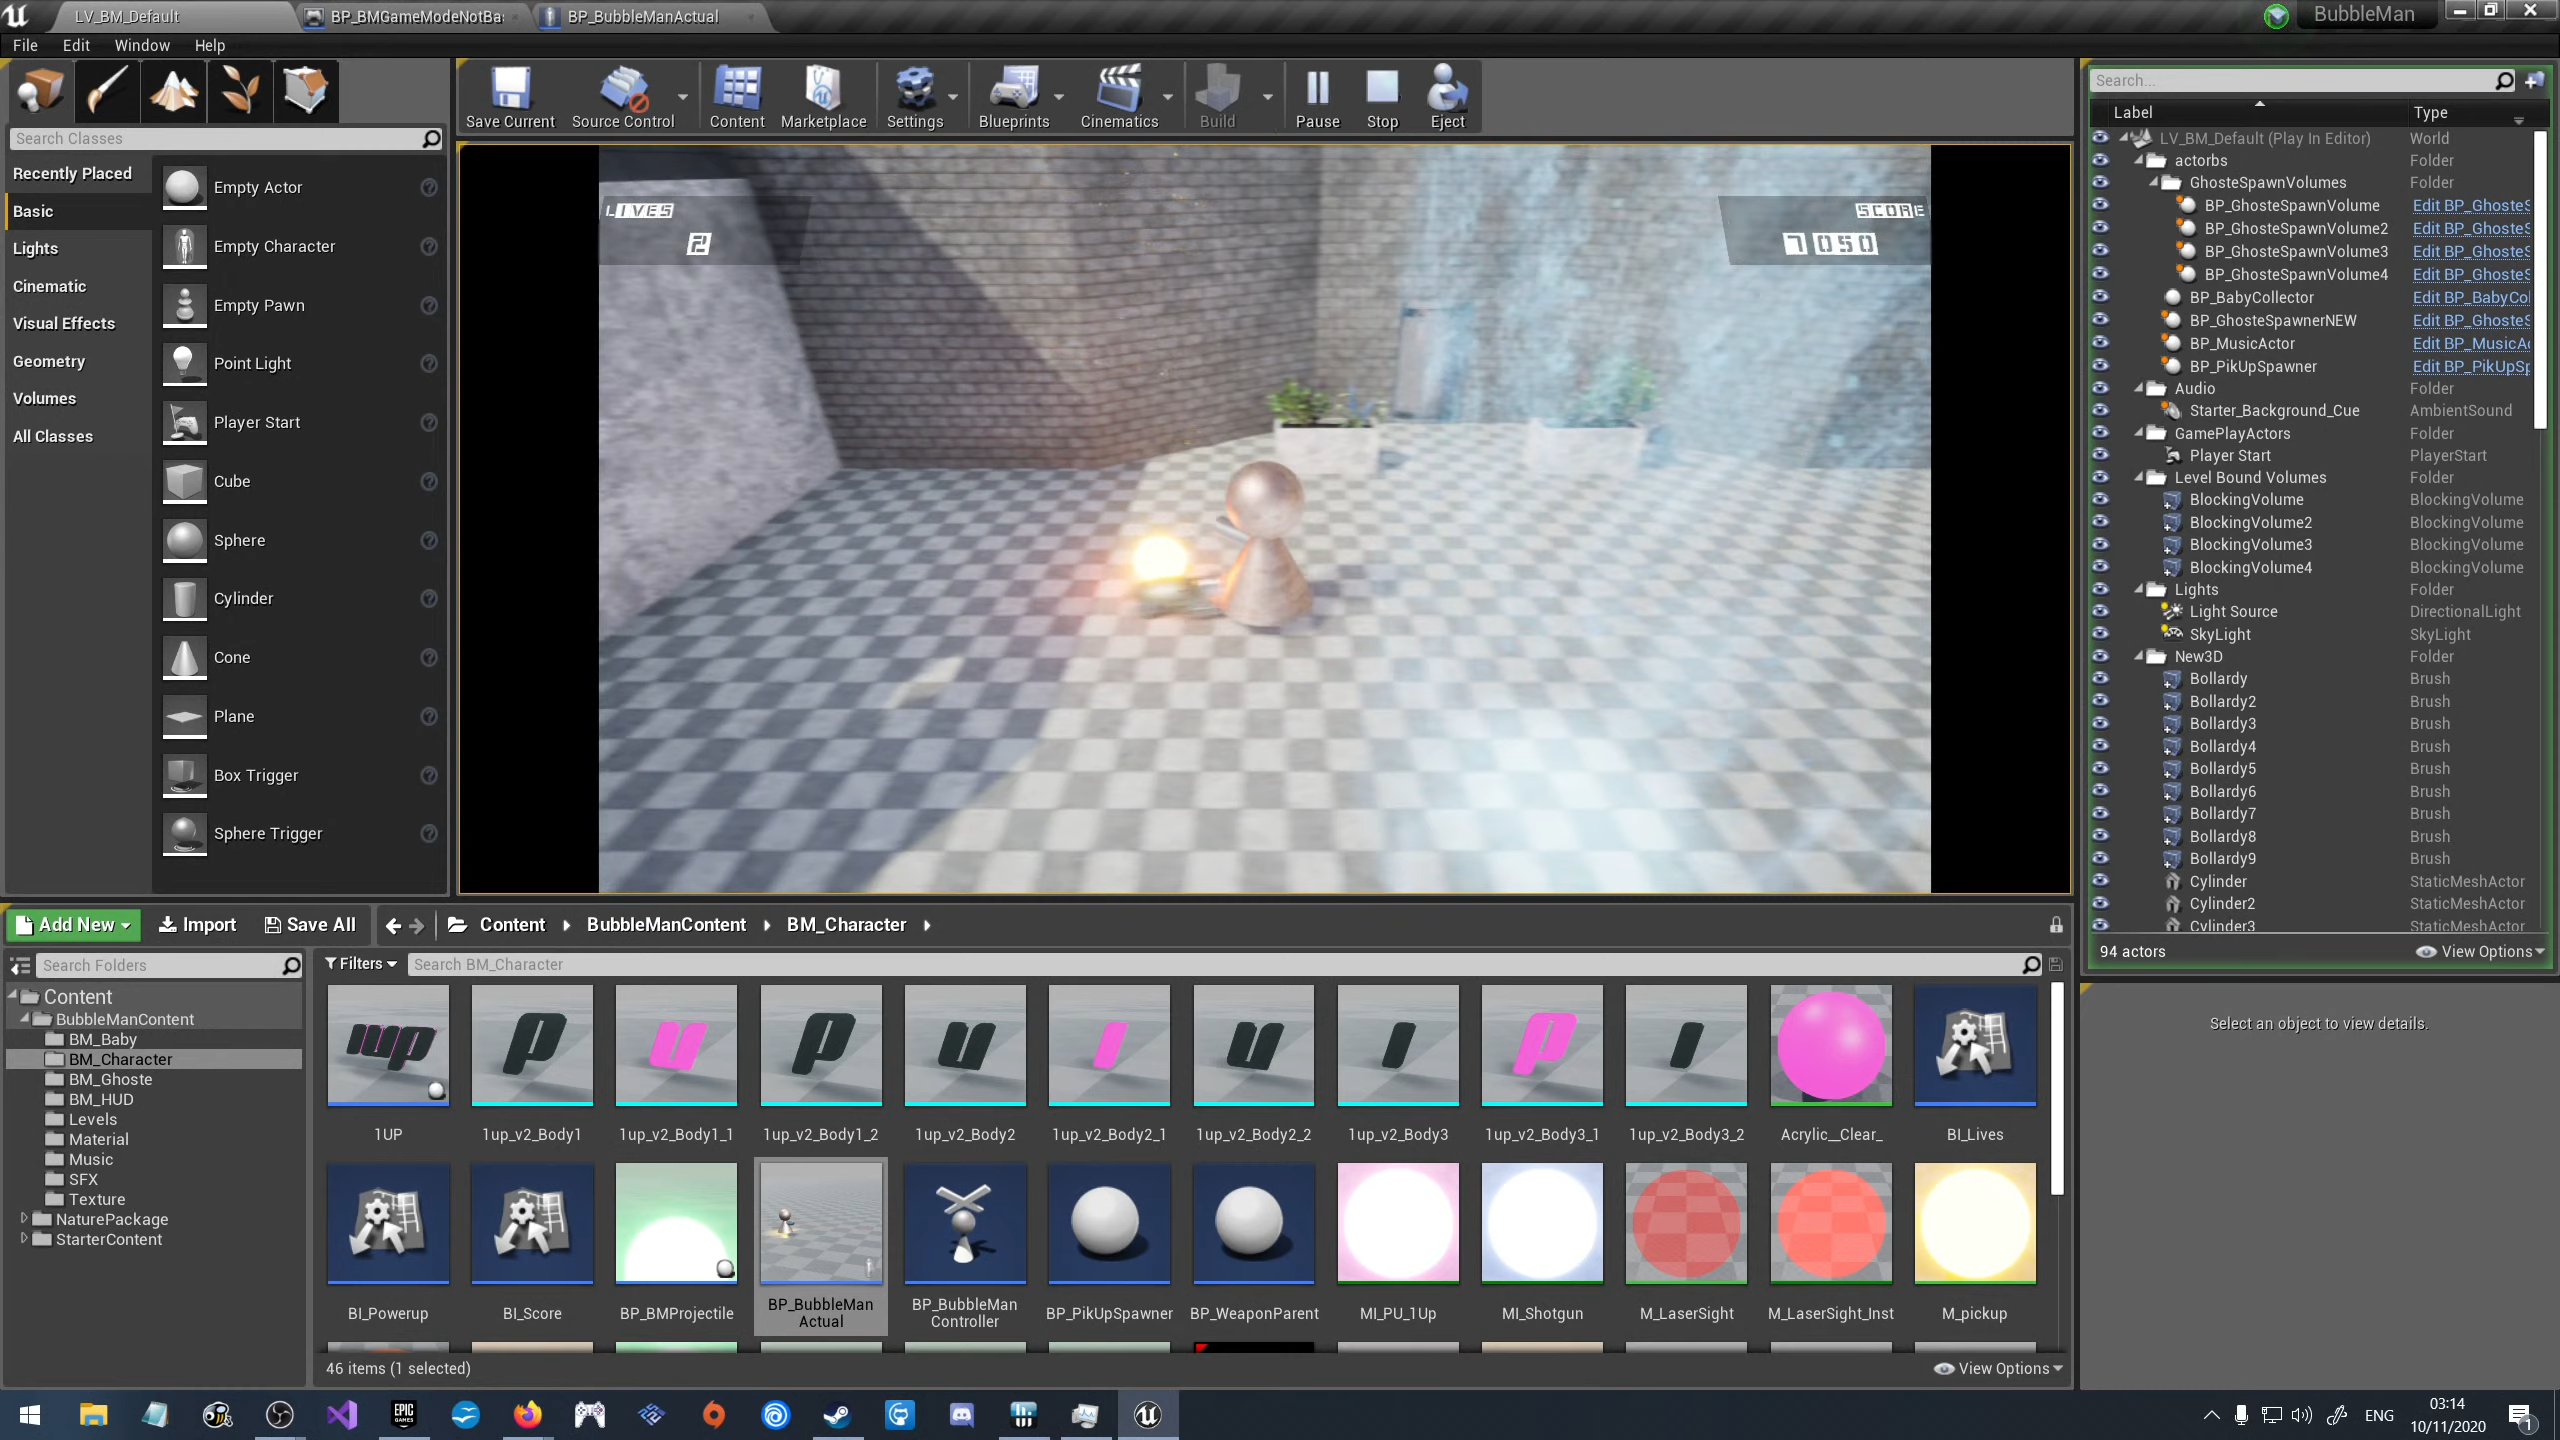 LV_BM_Default
BP_BMGameModeNotBa
BP_BubbleManActual
BubbleMan
File
Edit
Window
Help
Save Current
Source Control
Content
Marketplace
Settings
Blueprints
Cinematics
Build
Pause
Stop
Eject
Search Classes
Recently Placed
Basic
Lights
Cinematic
Visual Effects
Geometry
Volumes
All Classes
Empty Actor
Empty Character
Empty Pawn
Point Light
Player Start
Cube
Sphere
Cylinder
Cone
Plane
Box Trigger
Sphere Trigger
LIVES
2
SCORE
7050
Search...
Label
Type
LV_BM_Default (Play In Editor) World
actorbs Folder
GhosteSpawnVolumes Folder
BP_GhosteSpawnVolume Edit BP_GhosteS
BP_GhosteSpawnVolume2 Edit BP_GhosteS
BP_GhosteSpawnVolume3 Edit BP_GhosteS
BP_GhosteSpawnVolume4 Edit BP_GhosteS
BP_BabyCollector Edit BP_BabyCol
BP_GhosteSpawnerNEW Edit BP_GhosteS
BP_MusicActor Edit BP_MusicAc
BP_PikUpSpawner Edit BP_PikUpSp
Audio Folder
Starter_Background_Cue AmbientSound
GamePlayActors Folder
Player Start PlayerStart
Level Bound Volumes Folder
BlockingVolume BlockingVolume
BlockingVolume2 BlockingVolume
BlockingVolume3 BlockingVolume
BlockingVolume4 BlockingVolume
Lights Folder
Light Source DirectionalLight
SkyLight SkyLight
New3D Folder
Bollardy Brush
Bollardy2 Brush
Bollardy3 Brush
Bollardy4 Brush
Bollardy5 Brush
Bollardy6 Brush
Bollardy7 Brush
Bollardy8 Brush
Bollardy9 Brush
Cylinder StaticMeshActor
Cylinder2 StaticMeshActor
Cylinder3 StaticMeshActor
94 actors
View Options
Select an object to view details.
Add New
Import
Save All
Content
BubbleManContent
BM_Character
Search Folders
Content
BubbleManContent
BM_Baby
BM_Character
BM_Ghoste
BM_HUD
Levels
Material
Music
SFX
Texture
NaturePackage
StarterContent
Filters
Search BM_Character
1up
p
u
p
u
1
u
1
p
1
1UP
1up_v2_Body1
1up_v2_Body1_1
1up_v2_Body1_2
1up_v2_Body2
1up_v2_Body2_1
1up_v2_Body2_2
1up_v2_Body3
1up_v2_Body3_1
1up_v2_Body3_2
Acrylic__Clear_
BI_Lives
BI_Powerup
BI_Score
BP_BMProjectile
BP_BubbleMan
Actual
BP_BubbleMan
Controller
BP_PikUpSpawner
BP_WeaponParent
MI_PU_1Up
MI_Shotgun
M_LaserSight
M_LaserSight_Inst
M_pickup
46 items (1 selected)
View Options
EPIC
GAMES
ENG
03:14
10/11/2020
1